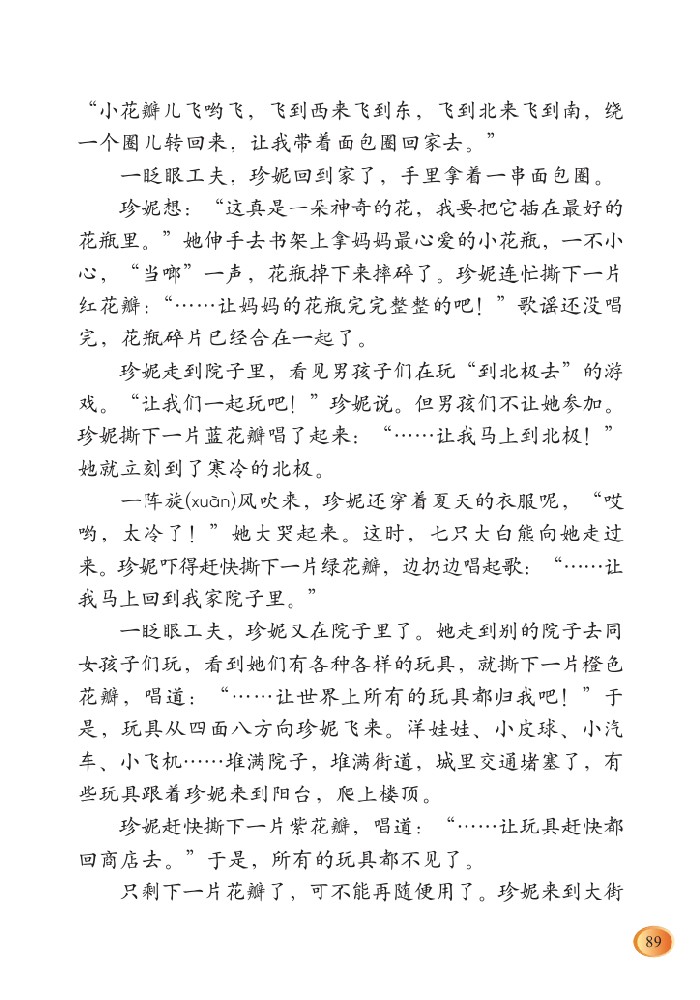 “小花瓣儿飞哟飞，飞到西来飞到东，飞到北来飞到南，绕
一个圈儿转回来，让我带着面包圈回家去。”
一眨眼工夫，珍妮回到家了，手里拿着一串面包圈。
珍妮想：“这真是一朵神奇的花，我要把它插在最好的
花瓶里。”她伸手去书架上拿妈妈最心爱的小花瓶，一不小
心，“当啷”一声，花瓶掉下来摔碎了。珍妮连忙撕下一片
红花瓣：“……让妈妈的花瓶完完整整的吧！”歌谣还没唱
完，花瓶碎片已经合在一起了。
珍妮走到院子里，看见男孩子们在玩“到北极去”的游
戏。“让我们一起玩吧！”珍妮说。但男孩们不让她参加。
珍妮撕下一片蓝花瓣唱了起来：“……让我马上到北极！”
她就立刻到了寒冷的北极。
一阵旋(xuàn)风吹来，珍妮还穿着夏天的衣服呢，“哎
哟，太冷了！”她大哭起来。这时，七只大白熊向她走过
来。珍妮吓得赶快撕下一片绿花瓣，边扔边唱起歌：“……让
我马上回到我家院子里。”
一眨眼工夫，珍妮又在院子里了。她走到别的院子去同
女孩子们玩，看到她们有各种各样的玩具，就撕下一片橙色
花瓣，唱道：“……让世界上所有的玩具都归我吧！”于
是，玩具从四面八方向珍妮飞来。洋娃娃、小皮球、小汽
车、小飞机……堆满院子，堆满街道，城里交通堵塞了，有
些玩具跟着珍妮来到阳台，爬上楼顶。
珍妮赶快撕下一片紫花瓣，唱道：“……让玩具赶快都
回商店去。”于是，所有的玩具都不见了。
只剩下一片花瓣了，可不能再随便用了。珍妮来到大街
89